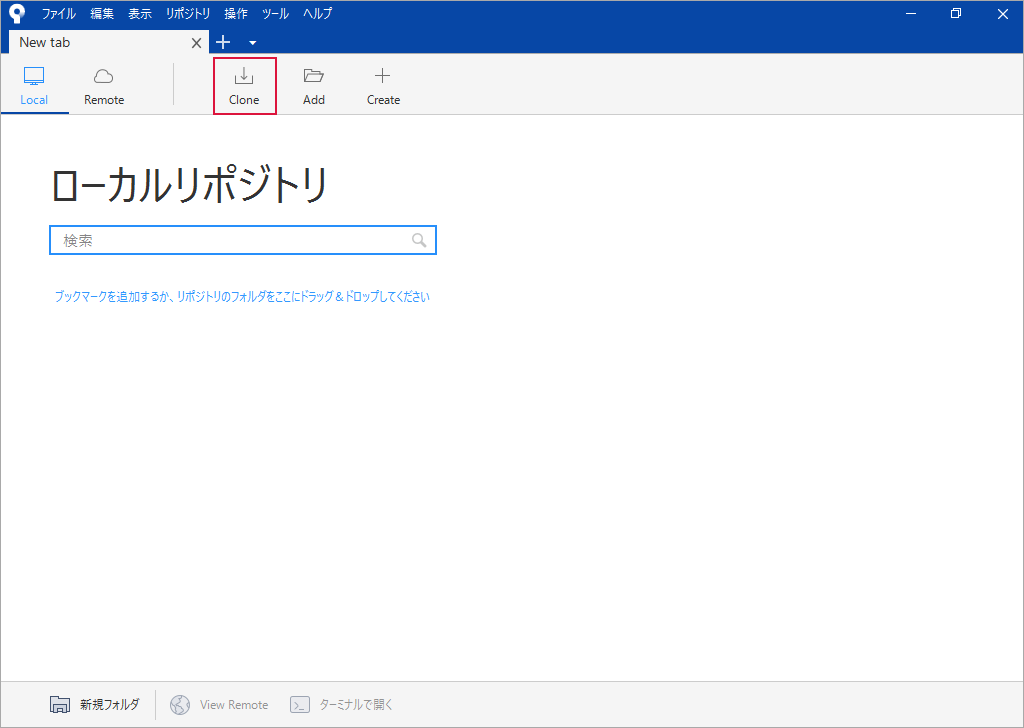 ファイル 編集 表示 リポジトリ 操作 ツール ヘルプ
New tab
Local Remote Clone Add Create
ローカルリポジトリ
検索
ブックマークを追加するか、リポジトリのフォルダをここにドラッグ＆ドロップしてください
新規フォルダ View Remote ターミナルで開く